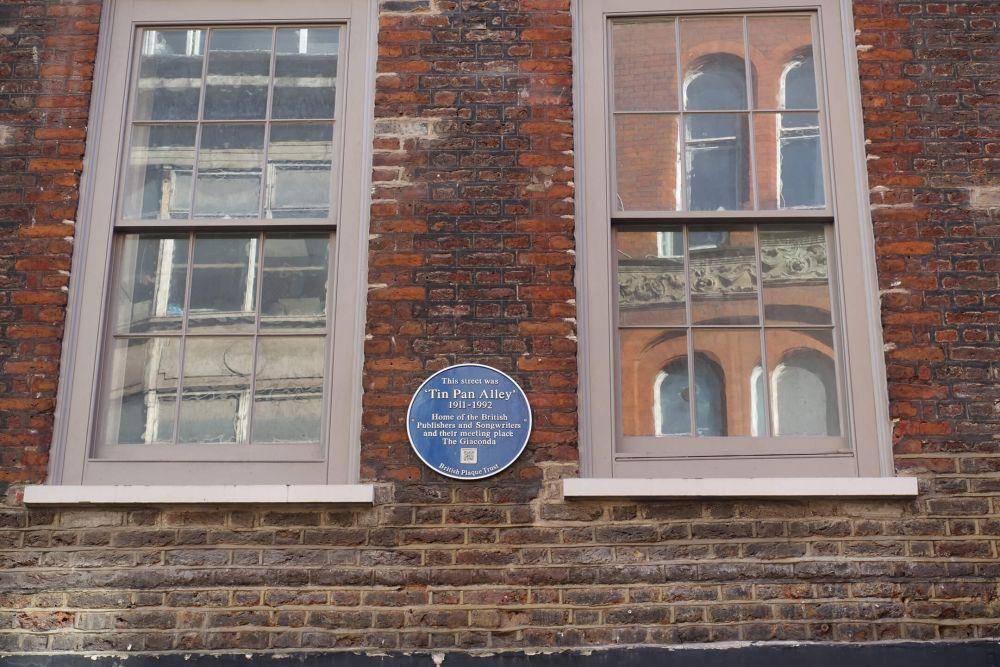 This street was
'Tin Pan Alley'
1911-1992
Home of the British
Publishers and Songwriters
and their meeting place
The Giaconda
British Plaque Trust